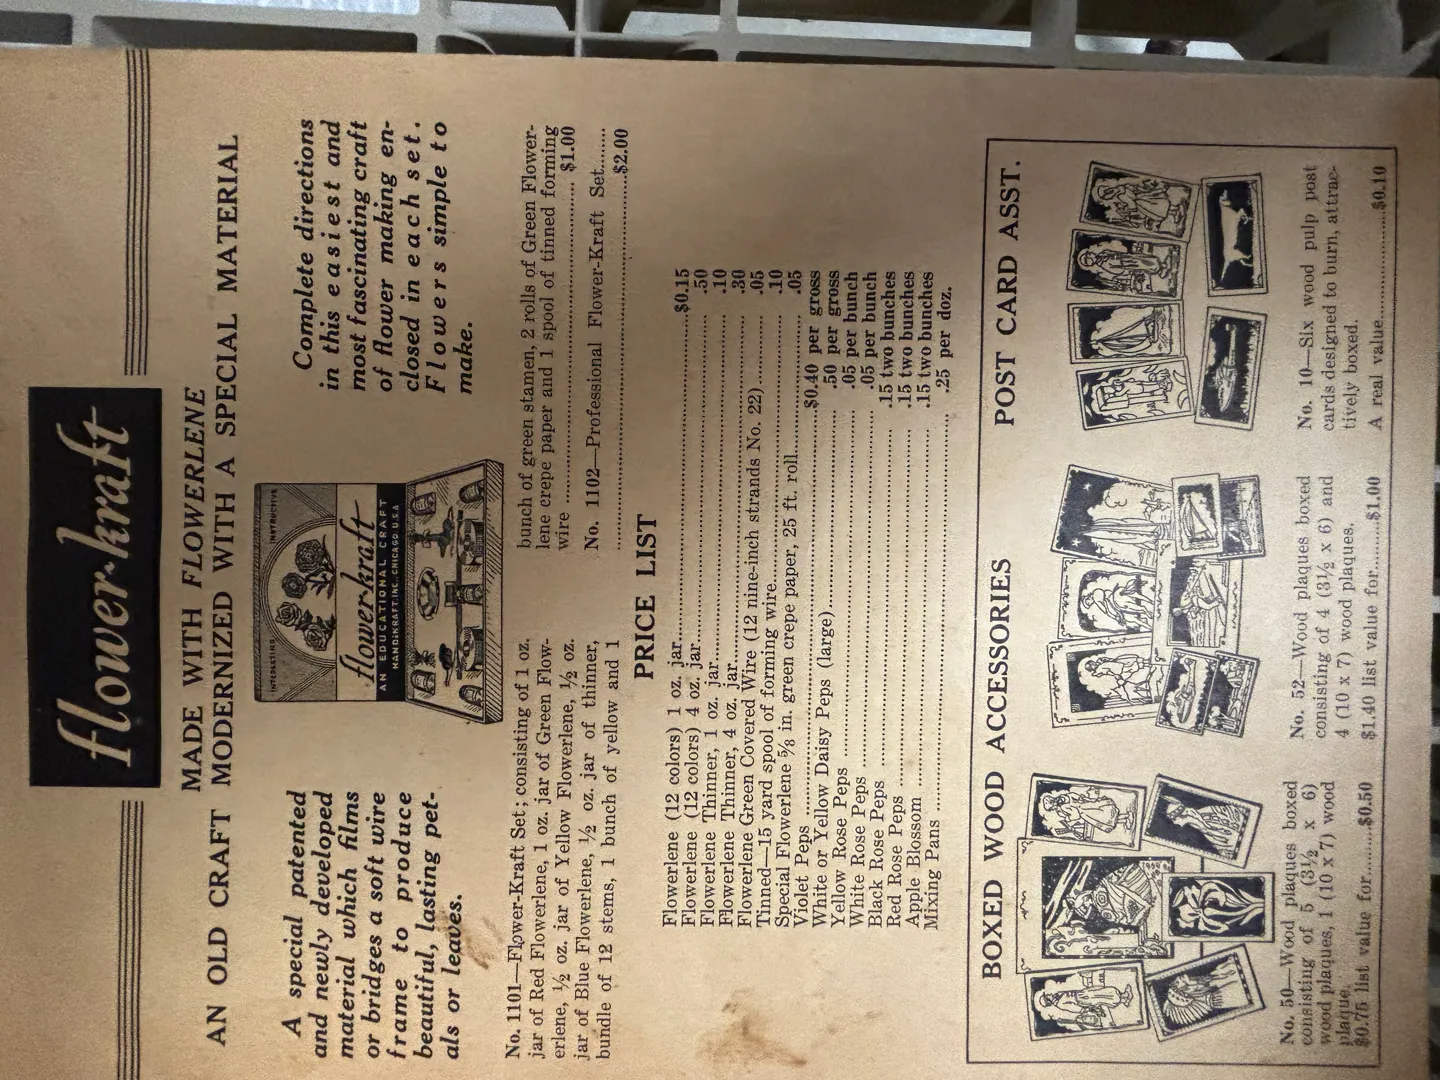 flower-kraft
MADE WITH FLOWERLENE
AN OLD CRAFT MODERNIZED WITH A SPECIAL MATERIAL
A special patented
and newly developed
material which films
or bridges a soft wire
frame to produce
beautiful, lasting pet-
als or leaves.
INTERESTING
INSTRUCTIVE
flowerkraft
AN EDUCATIONAL CRAFT
HANDIKRAFT, INC., CHICAGO, U.S.A.
Complete directions
in this easiest and
most fascinating craft
of flower making en-
closed in each set.
Flowers simple to
make.
No. 1101—Flower-Kraft Set; consisting of 1 oz.
jar of Red Flowerlene, 1 oz. jar of Green Flow-
erlene, ½ oz. jar of Yellow Flowerlene, ½ oz.
jar of Blue Flowerlene, ½ oz. jar of thinner,
bundle of 12 stems, 1 bunch of yellow and 1
bunch of green stamen, 2 rolls of Green Flower-
lene crepe paper and 1 spool of tinned forming
wire ........ $1.00
No. 1102—Professional Flower-Kraft Set........
........$2.00
PRICE LIST
Flowerlene (12 colors) 1 oz. jar........$0.15
Flowerlene (12 colors) 4 oz. jar........ .50
Flowerlene Thinner, 1 oz. jar........ .10
Flowerlene Thinner, 4 oz. jar........ .30
Flowerlene Green Covered Wire (12 nine-inch strands No. 22)........ .05
Tinned—15 yard spool of forming wire........ .10
Special Flowerlene ⅝ in. green crepe paper, 25 ft. roll........ .05
Violet Peps ........$0.40 per gross
White or Yellow Daisy Peps (large)........ .50 per gross
Yellow Rose Peps ........ .05 per bunch
White Rose Peps ........ .05 per bunch
Black Rose Peps ........ .15 two bunches
Red Rose Peps ........ .15 two bunches
Apple Blossom ........ .15 two bunches
Mixing Pans ........ .25 per doz.
BOXED WOOD ACCESSORIES
POST CARD ASST.
No. 50—Wood plaques boxed
consisting of 5 (3½ x 6)
wood plaques, 1 (10 x 7) wood
plaque.
$0.75 list value for........$0.50
No. 52—Wood plaques boxed
consisting of 4 (3½ x 6) and
4 (10 x 7) wood plaques.
$1.40 list value for........$1.00
No. 10—Six wood pulp post
cards designed to burn, attrac-
tively boxed.
A real value........$0.10